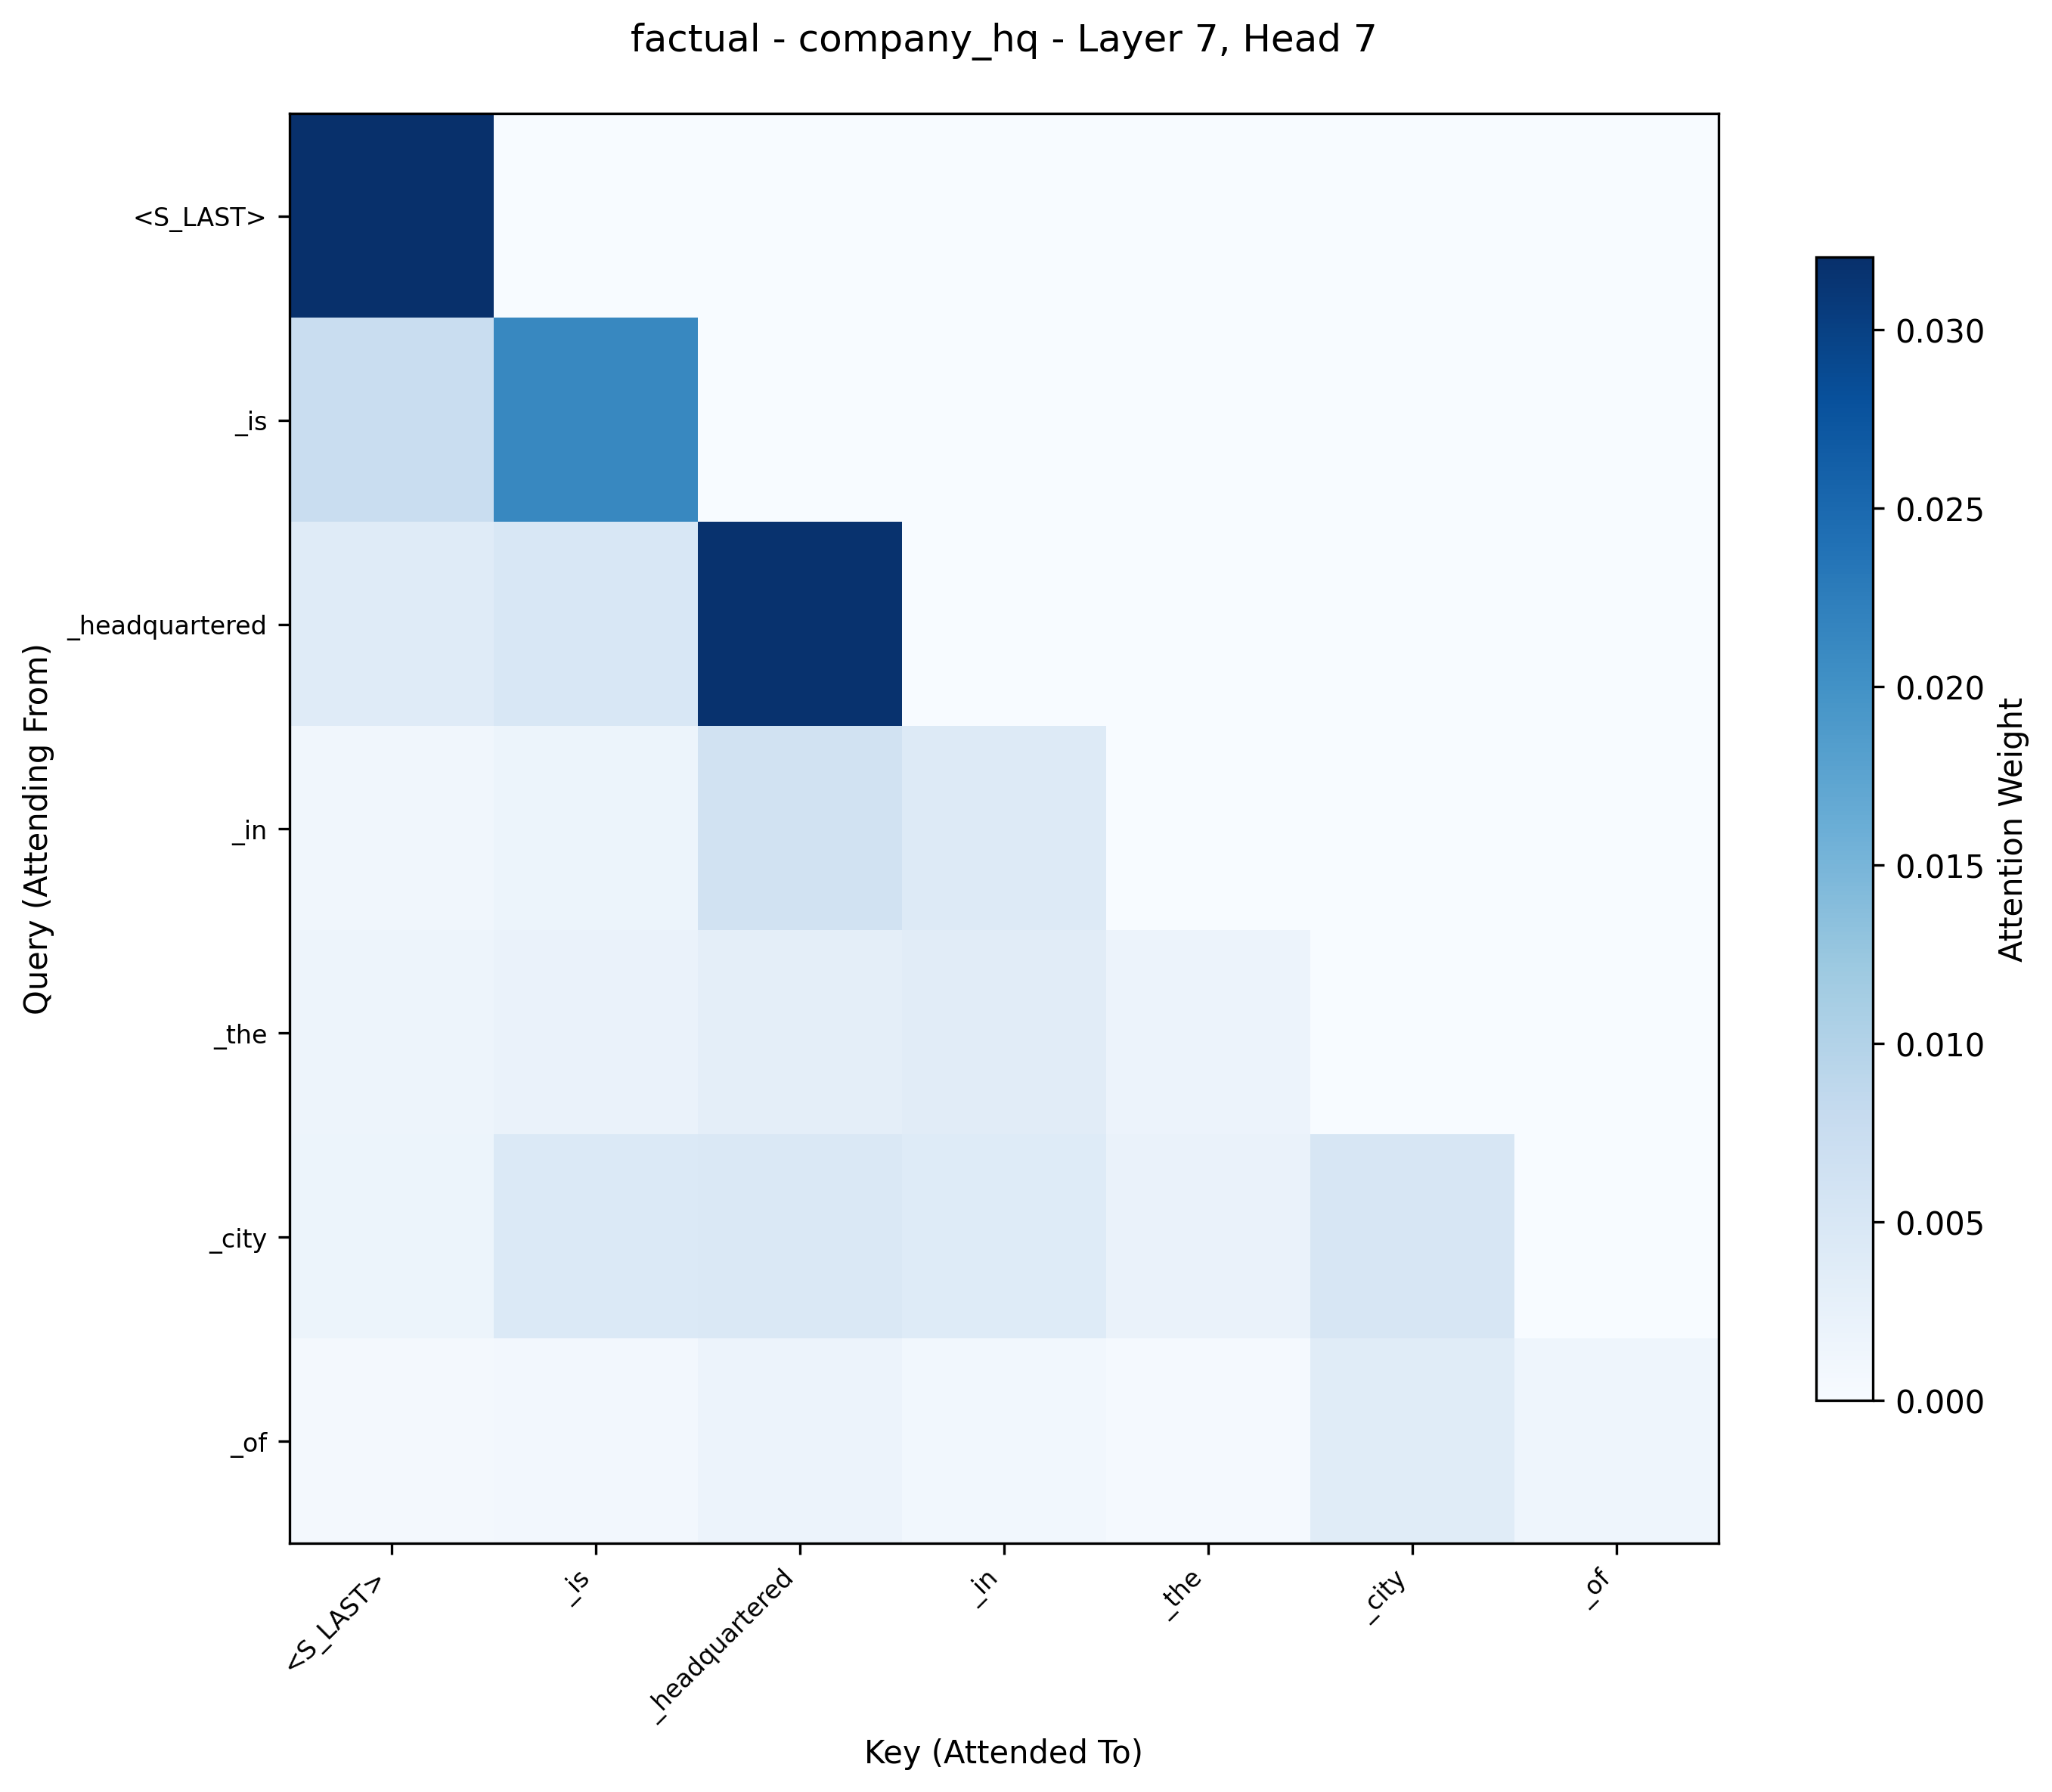 factual - company_hq - Layer 7, Head 7
<S_LAST>
_is
_headquartered
_in
_the
_city
_of
Query (Attending From)
<S_LAST>
_is
_headquartered
_in
_the
_city
_of
Key (Attended To)
0.030
0.025
0.020
0.015
0.010
0.005
0.000
Attention Weight